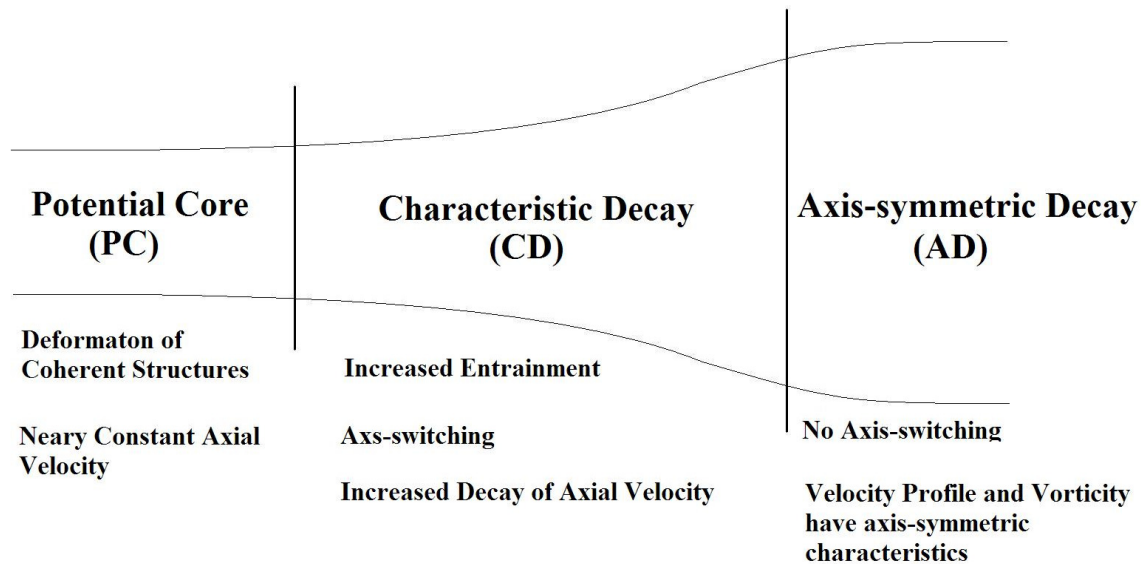 Potential Core
(PC)
Characteristic Decay
(CD)
Axis-symmetric Decay
(AD)
Deformaton of
Coherent Structures
Neary Constant Axial
Velocity
Increased Entrainment
Axs-switching
Increased Decay of Axial Velocity
No Axis-switching
Velocity Profile and Vorticity
have axis-symmetric
characteristics